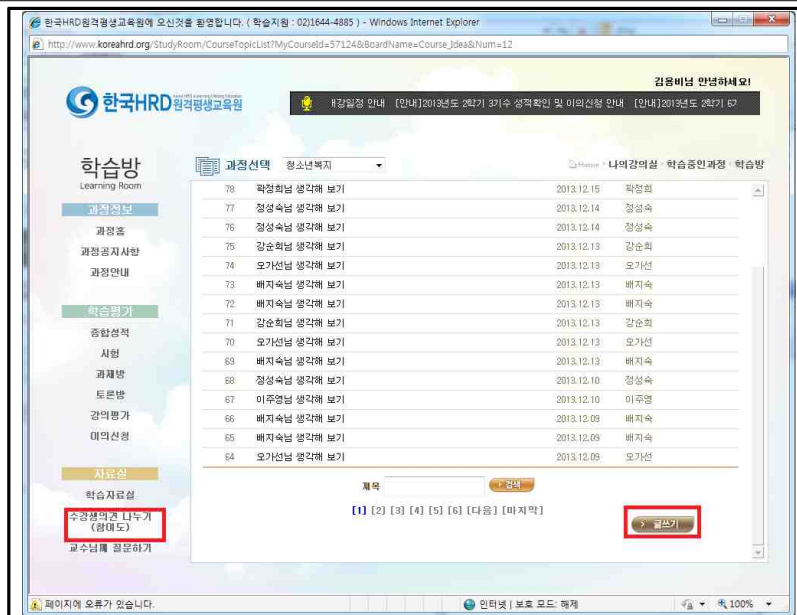 한국HRD원격평생교육원에 오신것을 환영합니다. ( 학습지원 : 02)1644-4885 ) - Windows Internet Explorer
http://www.koreahrd.org/StudyRoom/CourseTopicList?MyCourseId=57124&BoardName=Course_Idea&Num=12
김용비님 안녕하세요!
한국HRD원격평생교육원
개강일정 안내 [안내]2013년도 2학기 3기수 성적확인 및 이의신청 안내 [안내]2013년도 2학기
학습방
Learning Room
과정선택 청소년복지
Home 나의강의실 학습중인과정 학습방
과정정보
과정홈
과정공지사항
과정안내
학습평가
종합성적
시험
과제방
토론방
강의평가
이의신청
자료실
학습자료실
수강생의견 나누기
(참여도)
교수님께 질문하기
78 곽정희님 생각해 보기 2013.12.15 곽정희
77 정성숙님 생각해 보기 2013.12.14 정성숙
76 정성숙님 생각해 보기 2013.12.14 정성숙
75 강순희님 생각해 보기 2013.12.13 강순희
74 오가선님 생각해 보기 2013.12.13 오가선
73 배지숙님 생각해 보기 2013.12.13 배지숙
72 배지숙님 생각해 보기 2013.12.13 배지숙
71 강순희님 생각해 보기 2013.12.13 강순희
70 오가선님 생각해 보기 2013.12.13 오가선
69 배지숙님 생각해 보기 2013.12.13 배지숙
68 정성숙님 생각해 보기 2013.12.10 정성숙
67 이주영님 생각해 보기 2013.12.10 이주영
66 배지숙님 생각해 보기 2013.12.09 배지숙
65 배지숙님 생각해 보기 2013.12.09 배지숙
64 오가선님 생각해 보기 2013.12.09 오가선
제목 검색
[1] [2] [3] [4] [5] [6] [다음] [마지막]
글쓰기
페이지에 오류가 있습니다. 인터넷 | 보호 모드: 해제 100%